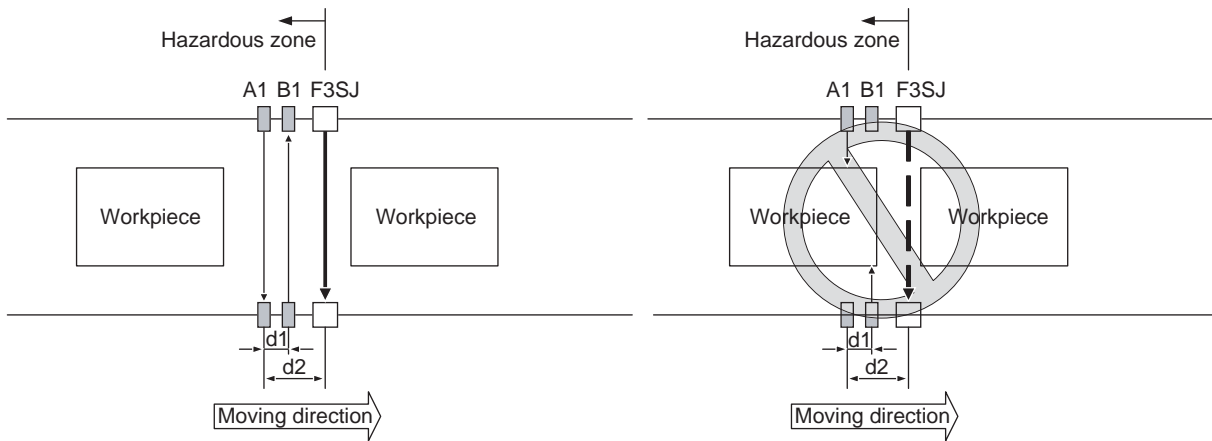 Hazardous zone
A1 B1 F3SJ
Workpiece
Workpiece
d1
d2
Moving direction
Hazardous zone
A1 B1 F3SJ
Workpiece
Workpiece
d1
d2
Moving direction